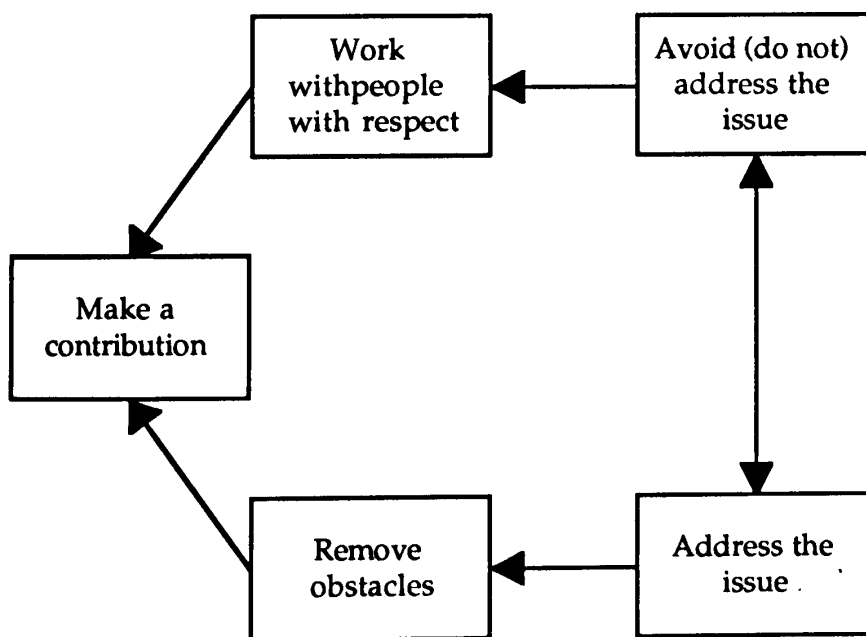 Work
withpeople
with respect
Avoid (do not)
address the
issue
Make a
contribution
Remove
obstacles
Address the
issue